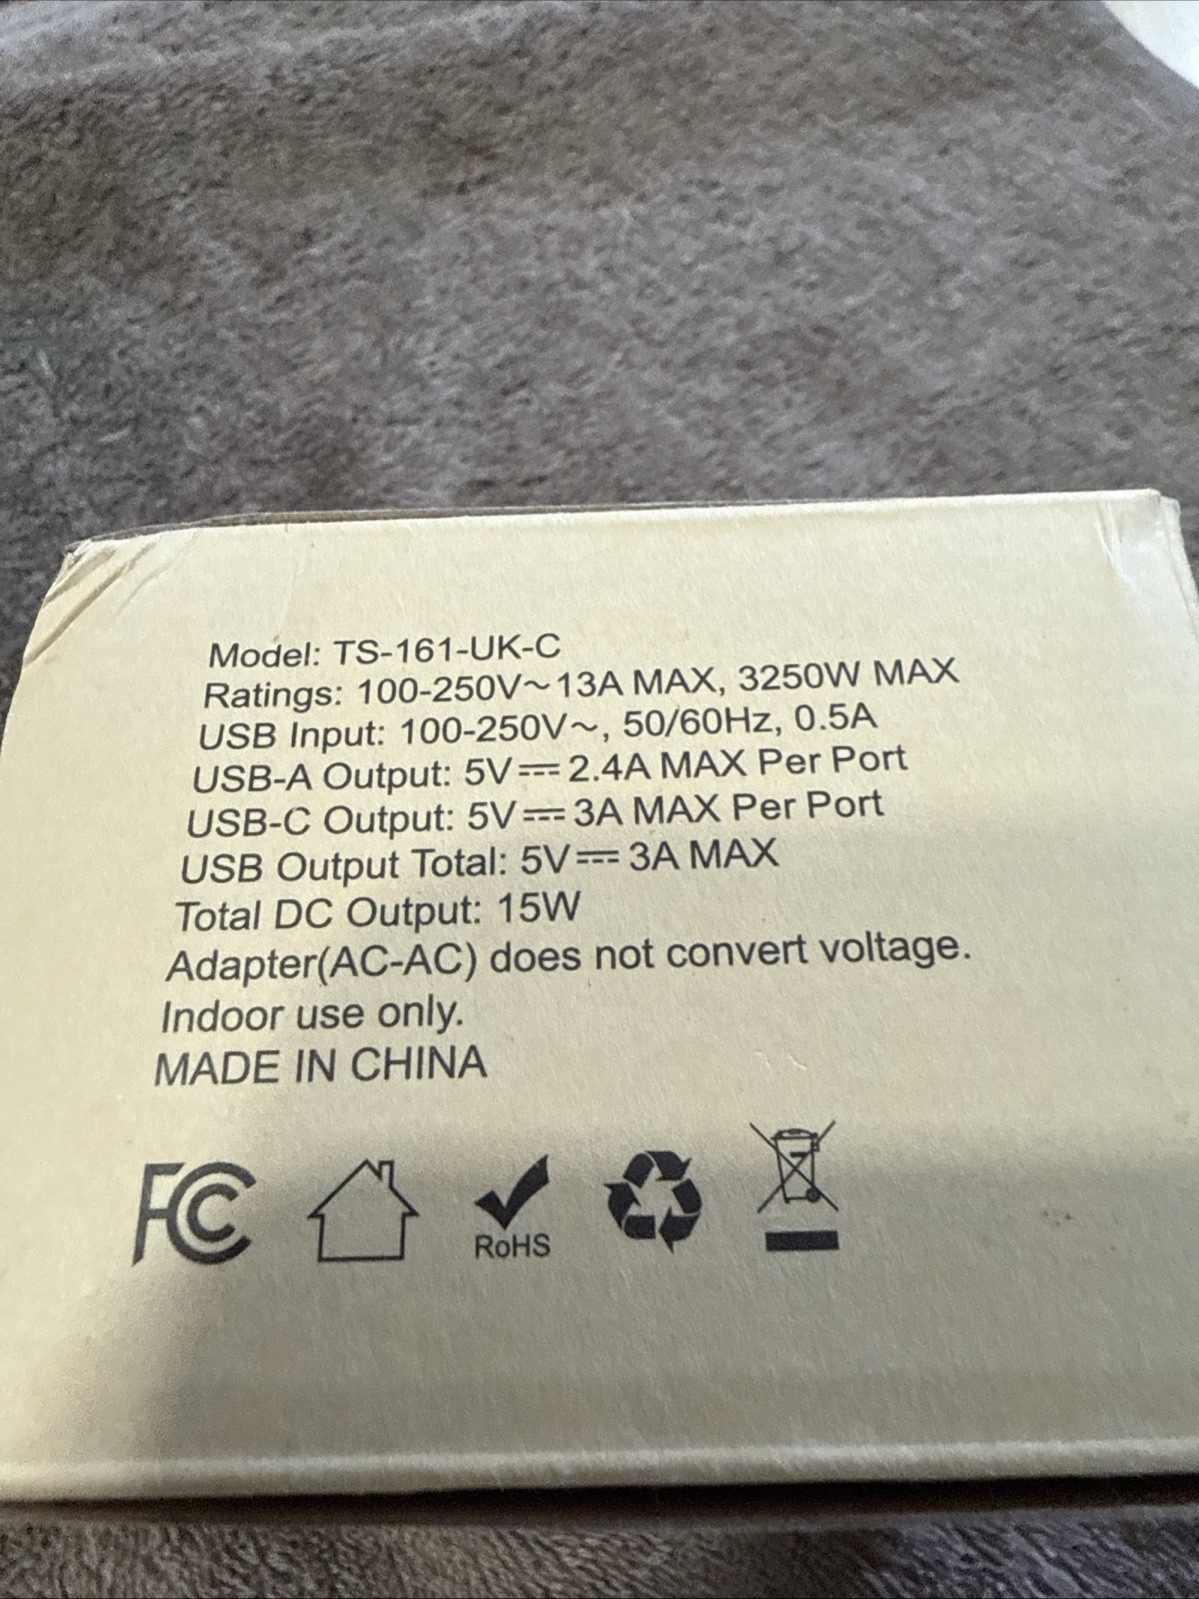 Model: TS-161-UK-C
Ratings: 100-250V~13A MAX, 3250W MAX
USB Input: 100-250V~, 50/60Hz, 0.5A
USB-A Output: 5V⎓2.4A MAX Per Port
USB-C Output: 5V⎓3A MAX Per Port
USB Output Total: 5V⎓3A MAX
Total DC Output: 15W
Adapter(AC-AC) does not convert voltage.
Indoor use only.
MADE IN CHINA
FC
RoHS